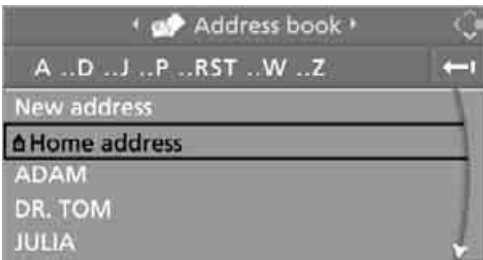 Address book
A ..D ..J ..P ..RST ..W ..Z
New address
Home address
ADAM
DR. TOM
JULIA